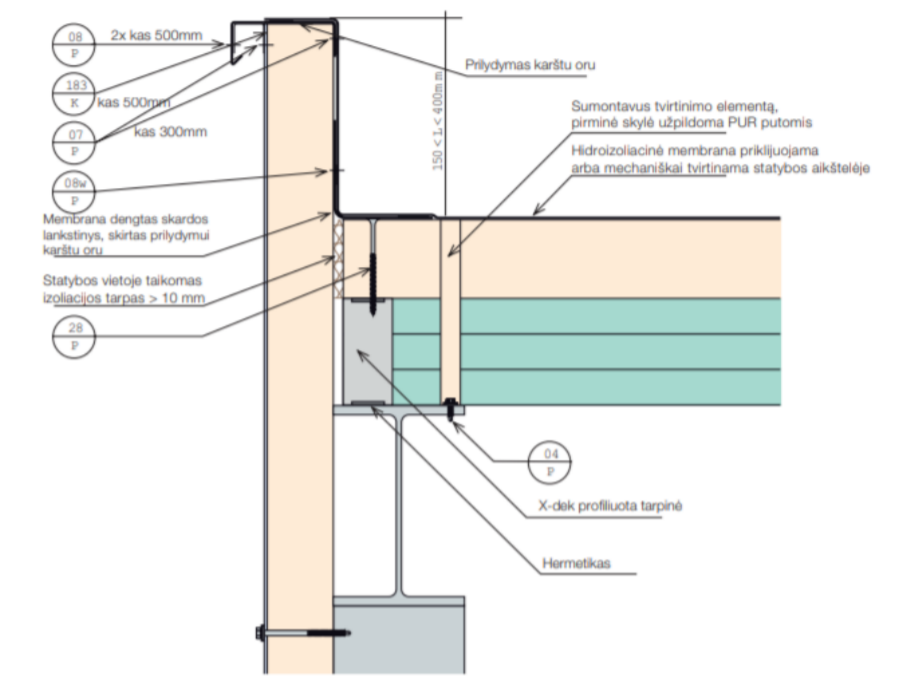 08
P
2x kas 500mm
183
K
kas 500mm
07
P
kas 300mm
08w
P
Membrana dengtas skardos
lankstinys, skirtas prilydymui
karštu oru
Statybos vietoje taikomas
izoliacijos tarpas > 10 mm
28
P
Prilydymas karštu oru
150 < L < 400mm
Sumontavus tvirtinimo elementą,
pirminė skylė užpildoma PUR putomis
Hidroizoliacinė membrana priklijuojama
arba mechaniškai tvirtinama statybos aikštelėje
04
P
X-dek profiliuota tarpinė
Hermetikas